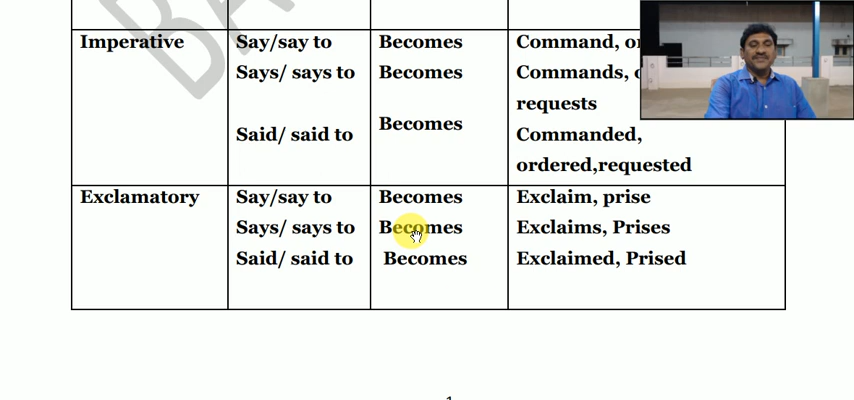 Imperative Say/say to Becomes Command,
Says/ says to Becomes Commands,
requests
Becomes
Said/ said to Commanded,
ordered,requested
Exclamatory Say/say to Becomes Exclaim, prise
Says/ says to Becomes Exclaims, Prises
Said/ said to Becomes Exclaimed, Prised